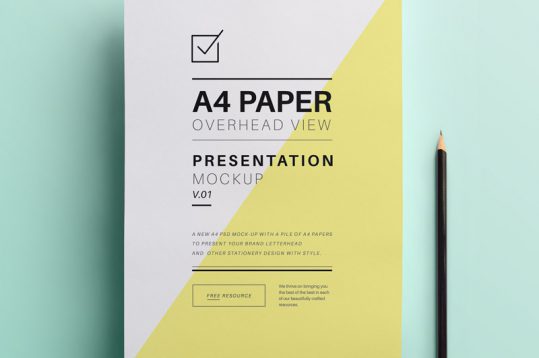 A4 PAPER
OVERHEAD VIEW
PRESENTATION
MOCKUP
V.01
A NEW A4 PSD MOCK-UP WITH A PILE OF A4 PAPERS
TO PRESENT YOUR BRAND LETTERHEAD
AND OTHER STATIONERY DESIGN WITH STYLE.
FREE RESOURCE
We thrive on bringing you
the best of the best in each
of our beautifully crafted
resources.